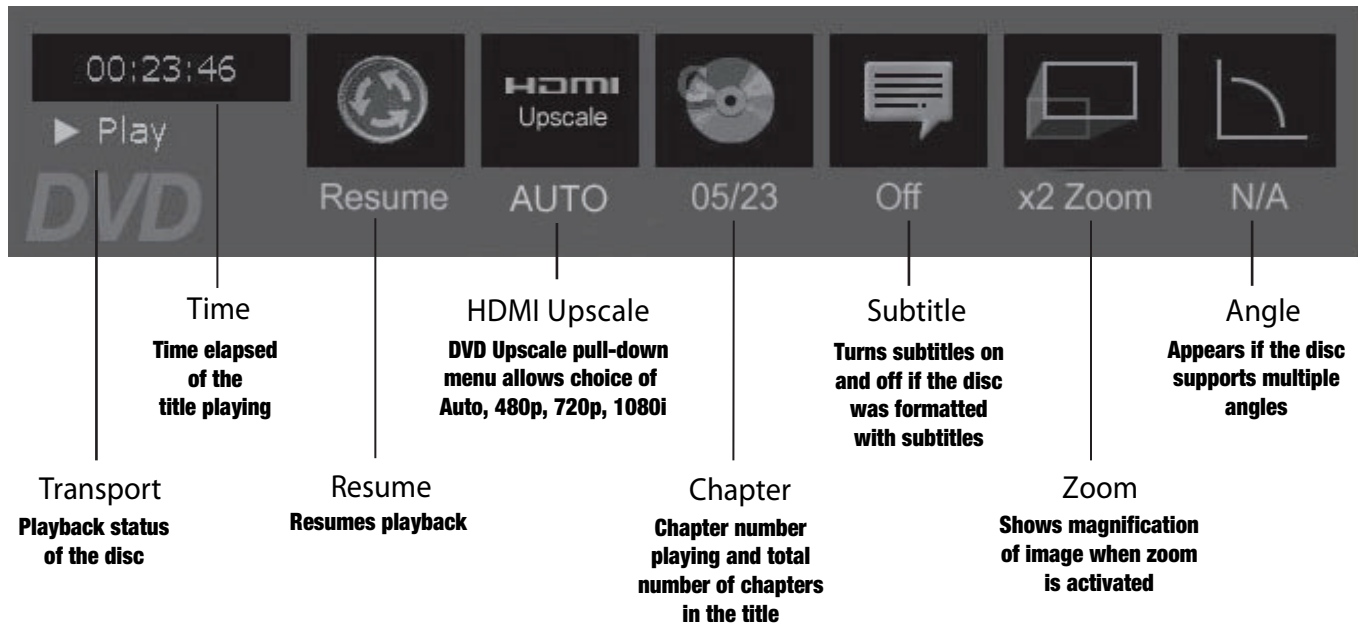 00:23:46
▶ Play
DVD
Resume
HDMI
Upscale
AUTO
05/23
Off
x2 Zoom
N/A
Time
Time elapsed
of the
title playing
HDMI Upscale
DVD Upscale pull-down
menu allows choice of
Auto, 480p, 720p, 1080i
Subtitle
Turns subtitles on
and off if the disc
was formatted
with subtitles
Angle
Appears if the disc
supports multiple
angles
Transport
Playback status
of the disc
Resume
Resumes playback
Chapter
Chapter number
playing and total
number of chapters
in the title
Zoom
Shows magnification
of image when zoom
is activated